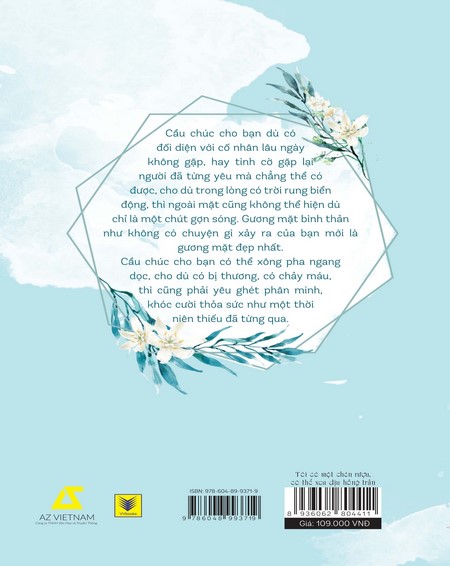 Cầu chúc cho bạn dù có
đối diện với cố nhân lâu ngày
không gặp, hay tình cờ gặp lại
người đã từng yêu mà chẳng thể có
được, cho dù trong lòng có trời rung biển
động, thì ngoài mặt cũng không thể hiện dù
chỉ là một chút gợn sóng. Gương mặt bình thản
như không có chuyện gì xảy ra của bạn mới là
gương mặt đẹp nhất.
Cầu chúc cho bạn có thể xông pha ngang
dọc, cho dù có bị thương, có chảy máu,
thì cũng phải yêu ghét phân minh,
khóc cười thỏa sức như một thời
niên thiếu đã từng qua.
AZ VIETNAM
Công ty TNHH Văn hóa và Truyền Thông
VVbooks
ISBN: 978-604-89-9371-9
9 786048 993719
Tôi có một chén rượu,
có thể xoa dịu hồng trần
8 936062 804411
Giá: 109.000 VNĐ